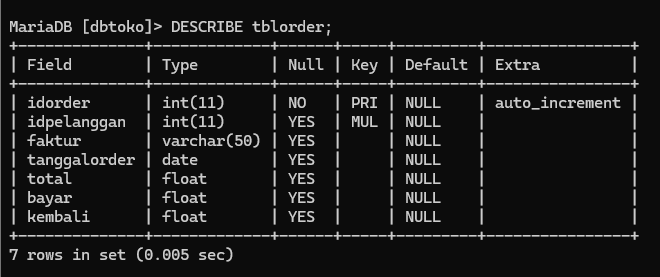 MariaDB [dbtoko]> DESCRIBE tblorder;
+--------------+-------------+------+-----+---------+----------------+
| Field        | Type        | Null | Key | Default | Extra          |
+--------------+-------------+------+-----+---------+----------------+
| idorder      | int(11)     | NO   | PRI | NULL    | auto_increment |
| idpelanggan  | int(11)     | YES  | MUL | NULL    |                |
| faktur       | varchar(50) | YES  |     | NULL    |                |
| tanggalorder | date        | YES  |     | NULL    |                |
| total        | float       | YES  |     | NULL    |                |
| bayar        | float       | YES  |     | NULL    |                |
| kembali      | float       | YES  |     | NULL    |                |
+--------------+-------------+------+-----+---------+----------------+
7 rows in set (0.005 sec)